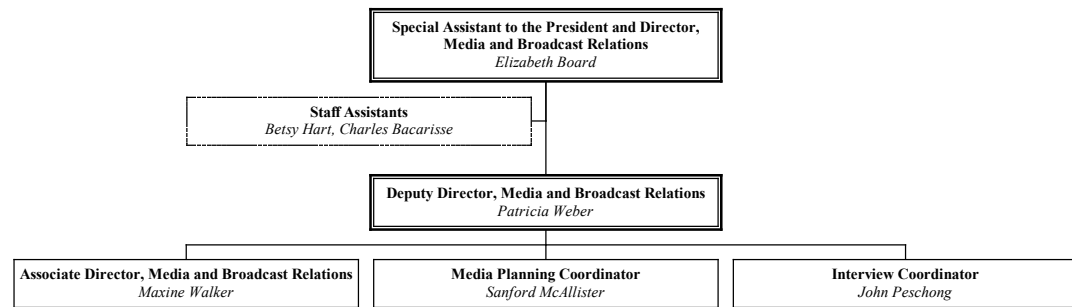 Special Assistant to the President and Director,
Media and Broadcast Relations
Elizabeth Board
Staff Assistants
Betsy Hart, Charles Bacarisse
Deputy Director, Media and Broadcast Relations
Patricia Weber
Associate Director, Media and Broadcast Relations
Maxine Walker
Media Planning Coordinator
Sanford McAllister
Interview Coordinator
John Peschong